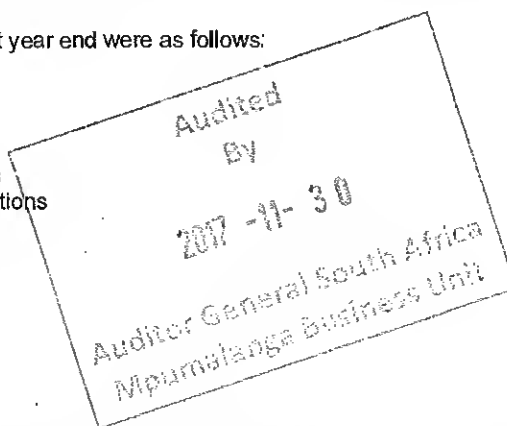 t year end were as follows:
Audited
By
tions
2017 -11- 30
Auditor General South Africa
Mpumalanga Business Unit